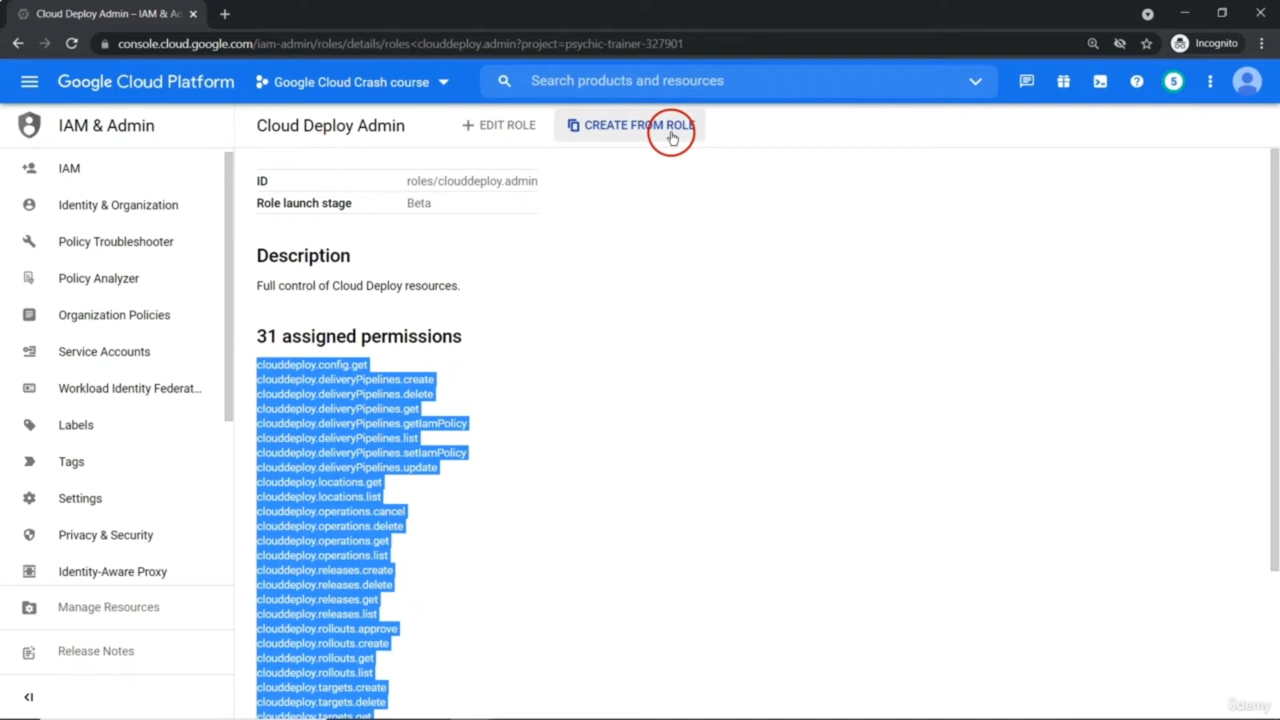 Cloud Deploy Admin – IAM & Ad
console.cloud.google.com/iam-admin/roles/details/roles<clouddeploy.admin?project=psychic-trainer-327901
Incognito
Google Cloud Platform
Google Cloud Crash course
Search products and resources
5
IAM & Admin
Cloud Deploy Admin
EDIT ROLE
CREATE FROM ROLE
IAM
Identity & Organization
Policy Troubleshooter
Policy Analyzer
Organization Policies
Service Accounts
Workload Identity Federat...
Labels
Tags
Settings
Privacy & Security
Identity-Aware Proxy
Manage Resources
Release Notes
ID roles/clouddeploy.admin
Role launch stage Beta
Description
Full control of Cloud Deploy resources.
31 assigned permissions
clouddeploy.config.get
clouddeploy.deliveryPipelines.create
clouddeploy.deliveryPipelines.delete
clouddeploy.deliveryPipelines.get
clouddeploy.deliveryPipelines.getIamPolicy
clouddeploy.deliveryPipelines.list
clouddeploy.deliveryPipelines.setIamPolicy
clouddeploy.deliveryPipelines.update
clouddeploy.locations.get
clouddeploy.locations.list
clouddeploy.operations.cancel
clouddeploy.operations.delete
clouddeploy.operations.get
clouddeploy.operations.list
clouddeploy.releases.create
clouddeploy.releases.delete
clouddeploy.releases.get
clouddeploy.releases.list
clouddeploy.rollouts.approve
clouddeploy.rollouts.create
clouddeploy.rollouts.get
clouddeploy.rollouts.list
clouddeploy.targets.create
clouddeploy.targets.delete
clouddeploy.targets.get
Udemy